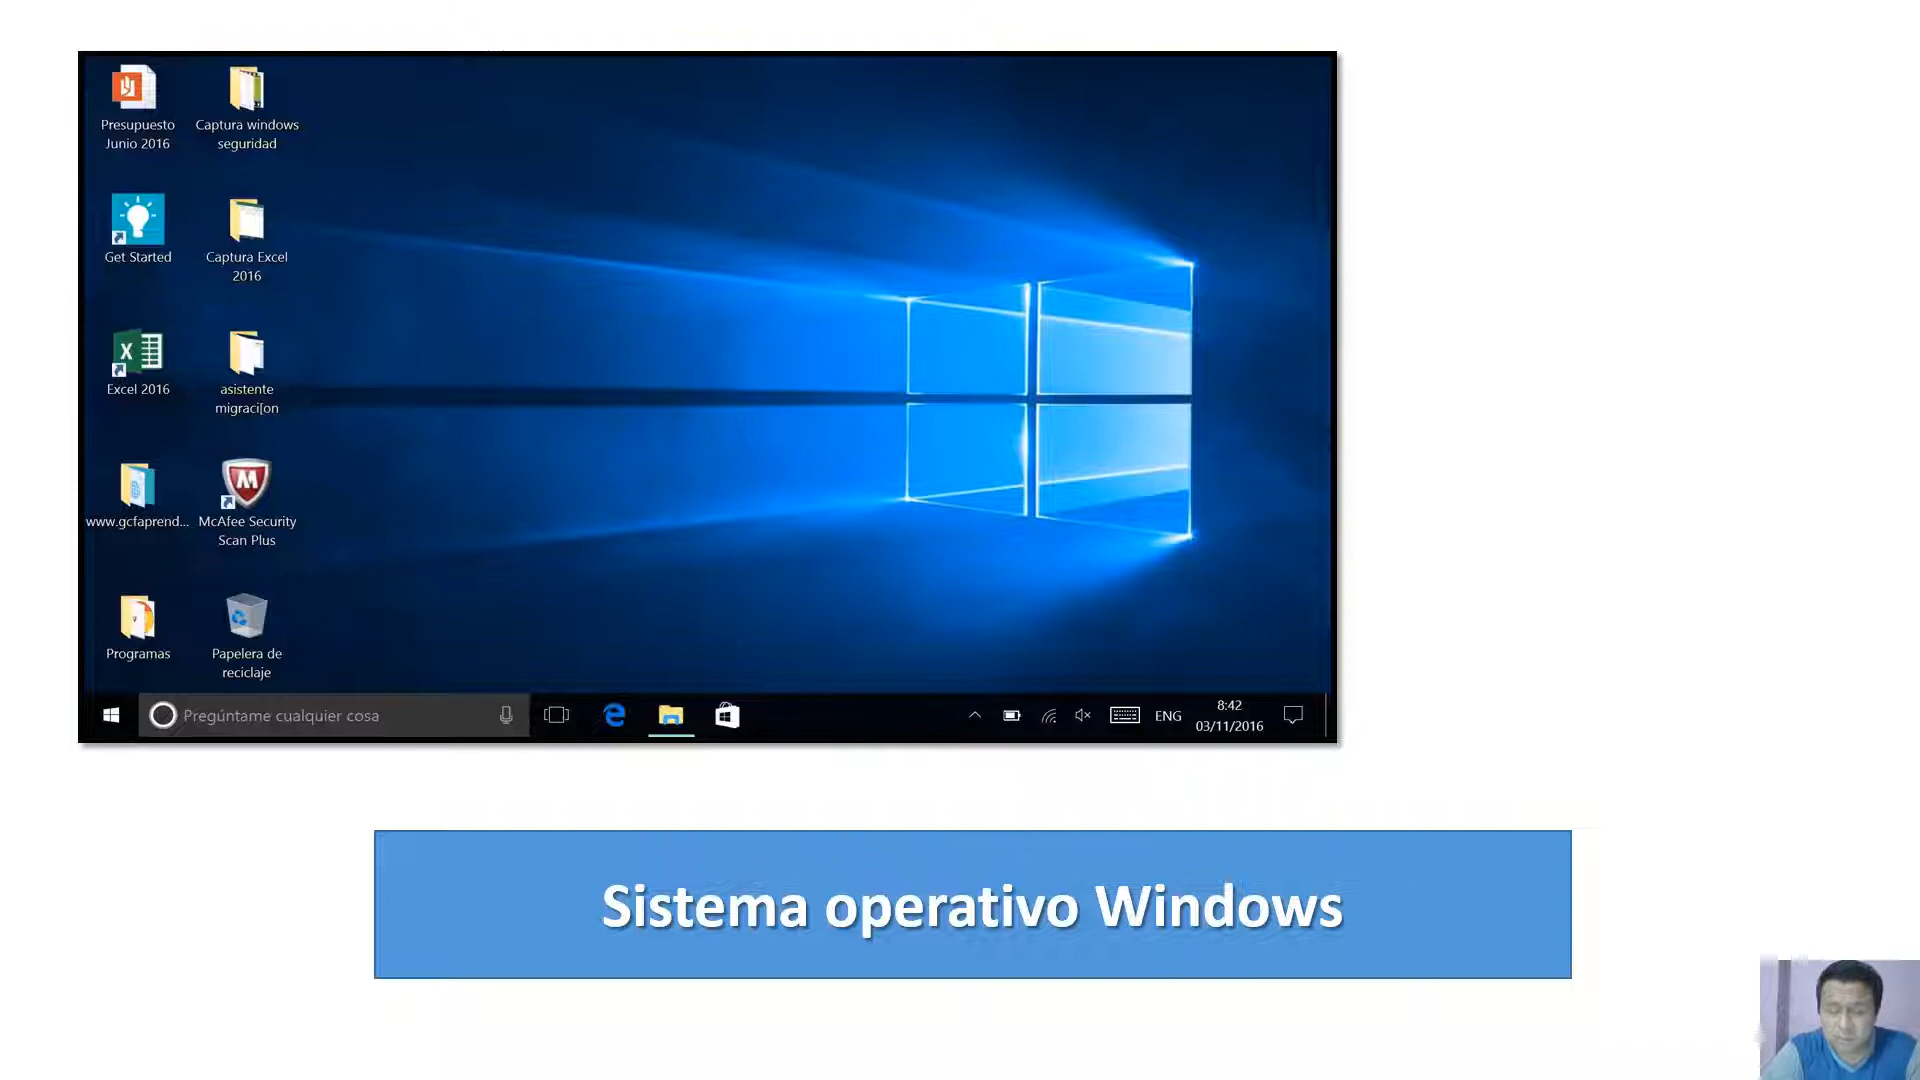 Presupuesto
Junio 2016
Captura windows
seguridad
Get Started
Captura Excel
2016
Excel 2016
asistente
migraci[on
www.gcfaprend...
McAfee Security
Scan Plus
Programas
Papelera de
reciclaje
Pregúntame cualquier cosa
ENG
8:42
03/11/2016
Sistema operativo Windows